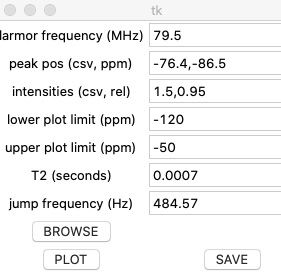 tk
larmor frequency (MHz) 79.5
peak pos (csv, ppm) -76.4,-86.5
intensities (csv, rel) 1.5,0.95
lower plot limit (ppm) -120
upper plot limit (ppm) -50
T2 (seconds) 0.0007
jump frequency (Hz) 484.57
BROWSE
PLOT SAVE